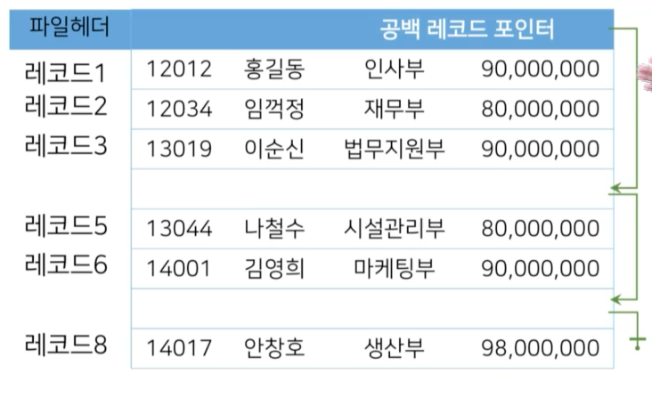 파일헤더 공백 레코드 포인터
레코드1 12012 홍길동 인사부 90,000,000
레코드2 12034 임꺽정 재무부 80,000,000
레코드3 13019 이순신 법무지원부 90,000,000
레코드5 13044 나철수 시설관리부 80,000,000
레코드6 14001 김영희 마케팅부 90,000,000
레코드8 14017 안창호 생산부 98,000,000